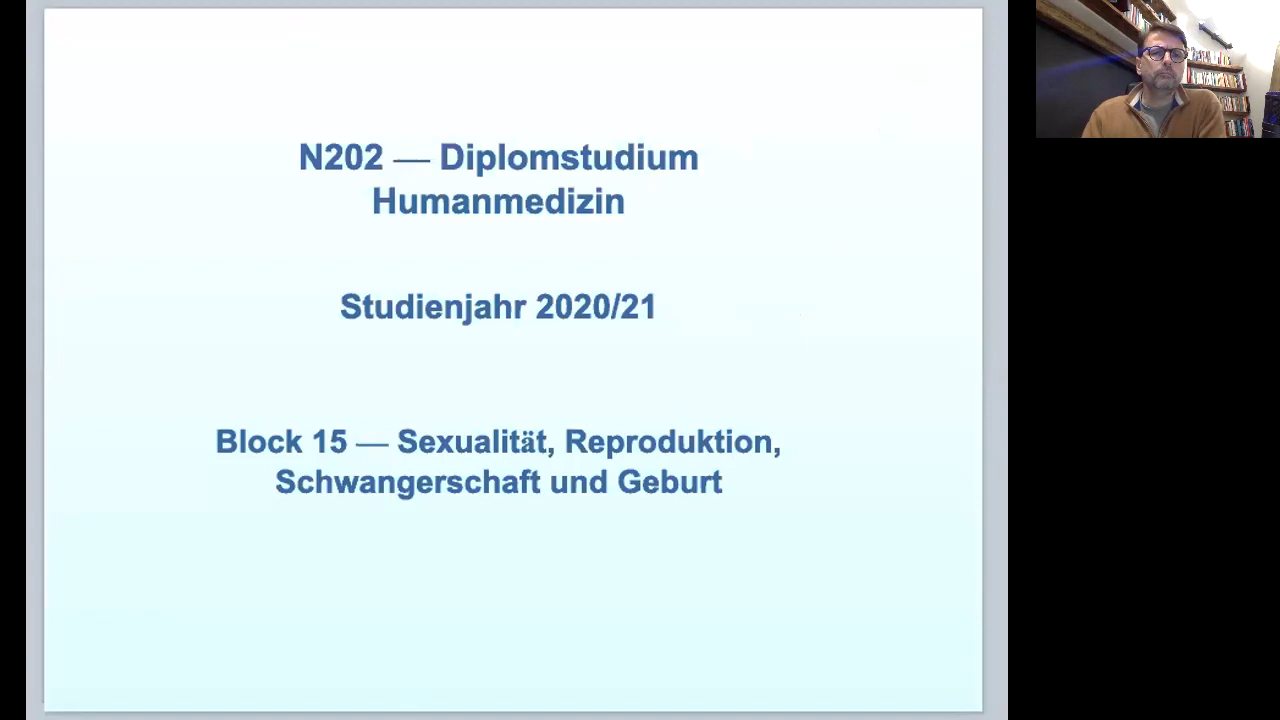 N202 — Diplomstudium
Humanmedizin
Studienjahr 2020/21
Block 15 — Sexualität, Reproduktion,
Schwangerschaft und Geburt